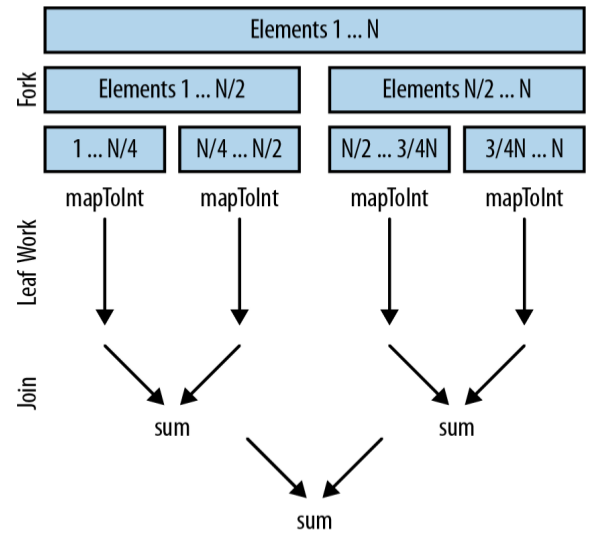 Elements 1 ... N
Fork
Elements 1 ... N/2
Elements N/2 ... N
1 ... N/4
N/4 ... N/2
N/2 ... 3/4N
3/4N ... N
mapToInt
mapToInt
mapToInt
mapToInt
Leaf Work
Join
sum
sum
sum